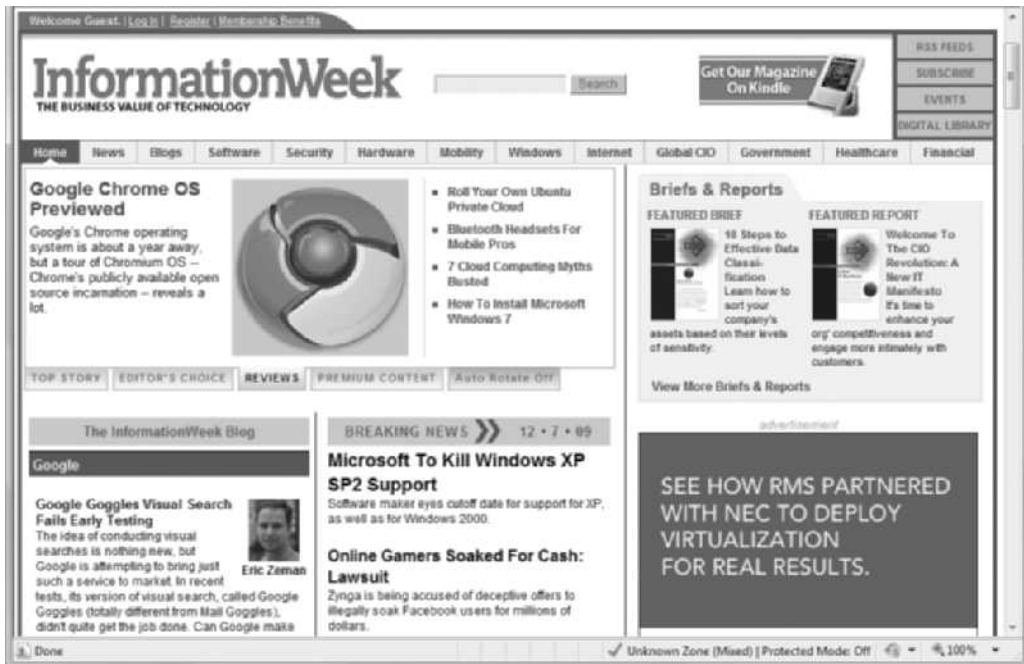 Welcome Guest. | Log In | Register | Membership Benefits
InformationWeek
THE BUSINESS VALUE OF TECHNOLOGY
Search
Get Our Magazine
On Kindle
RSS FEEDS
SUBSCRIBE
EVENTS
DIGITAL LIBRARY
Home News Blogs Software Security Hardware Mobility Windows Internet Global CIO Government Healthcare Financial
Google Chrome OS
Previewed
Google's Chrome operating
system is about a year away,
but a tour of Chromium OS --
Chrome's publicly available open
source incarnation -- reveals a
lot.
Roll Your Own Ubuntu
Private Cloud
Bluetooth Headsets For
Mobile Pros
7 Cloud Computing Myths
Busted
How To Install Microsoft
Windows 7
TOP STORY EDITOR'S CHOICE REVIEWS PREMIUM CONTENT Auto Rotate Off
Briefs & Reports
FEATURED BRIEF
10 Steps to
Effective Data
Classi-
fication
Learn how to
sort your
company's
assets based on their levels
of sensitivity.
FEATURED REPORT
Welcome To
The CIO
Revolution: A
New IT
Manifesto
It's time to
enhance your
org' competitiveness and
engage more intimately with
customers.
View More Briefs & Reports
The InformationWeek Blog
Google
Google Goggles Visual Search
Fails Early Testing
The idea of conducting visual
searches is nothing new, but
Google is attempting to bring just
such a service to market. In recent
tests, its version of visual search, called Google
Goggles (totally different from Mail Goggles),
didn't quite get the job done. Can Google make
Eric Zeman
BREAKING NEWS 12 • 7 • 09
Microsoft To Kill Windows XP
SP2 Support
Software maker eyes cutoff date for support for XP,
as well as for Windows 2000.
Online Gamers Soaked For Cash:
Lawsuit
Zynga is being accused of deceptive offers to
illegally soak Facebook users for millions of
dollars.
advertisement
SEE HOW RMS PARTNERED
WITH NEC TO DEPLOY
VIRTUALIZATION
FOR REAL RESULTS.
Done
Unknown Zone (Mixed) | Protected Mode: Off
100%